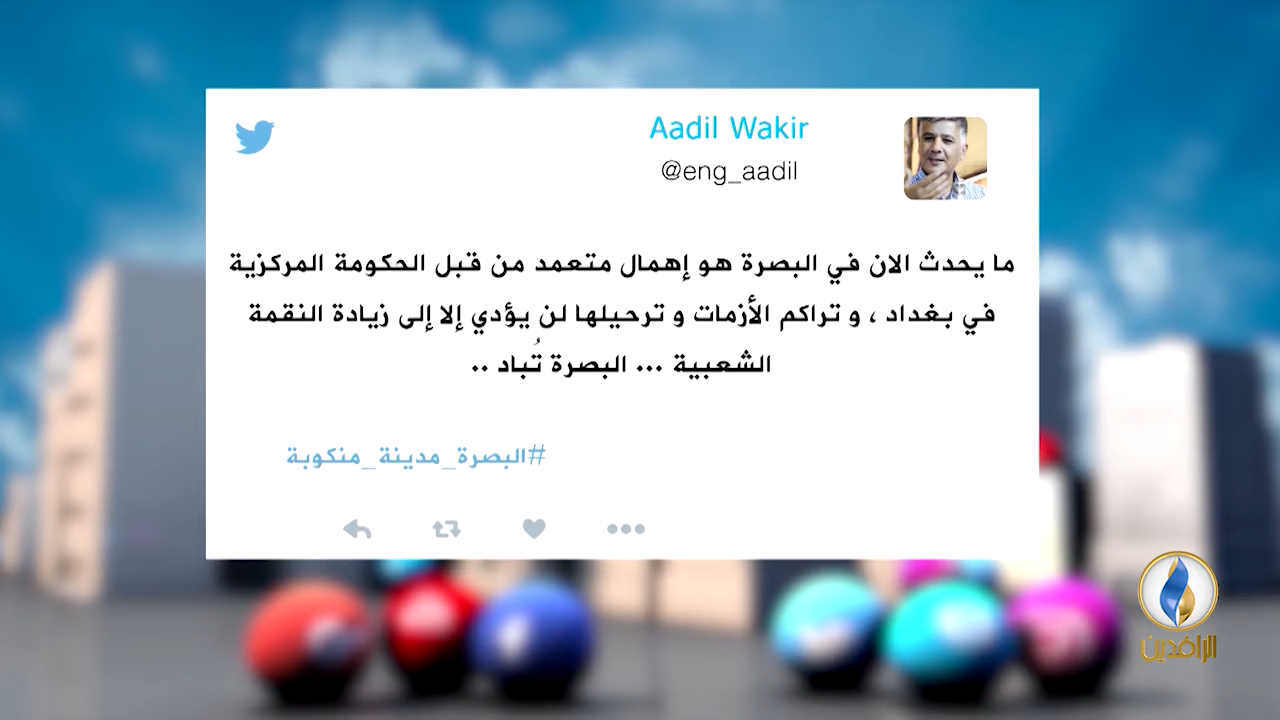 Aadil Wakir
@eng_aadil
ما يحدث الان في البصرة هو إهمال متعمد من قبل الحكومة المركزية
في بغداد ، و تراكم الأزمات و ترحيلها لن يؤدي إلا إلى زيادة النقمة
الشعبية ... البصرة تُباد ..
#البصرة_مدينة_منكوبة
الرافدين